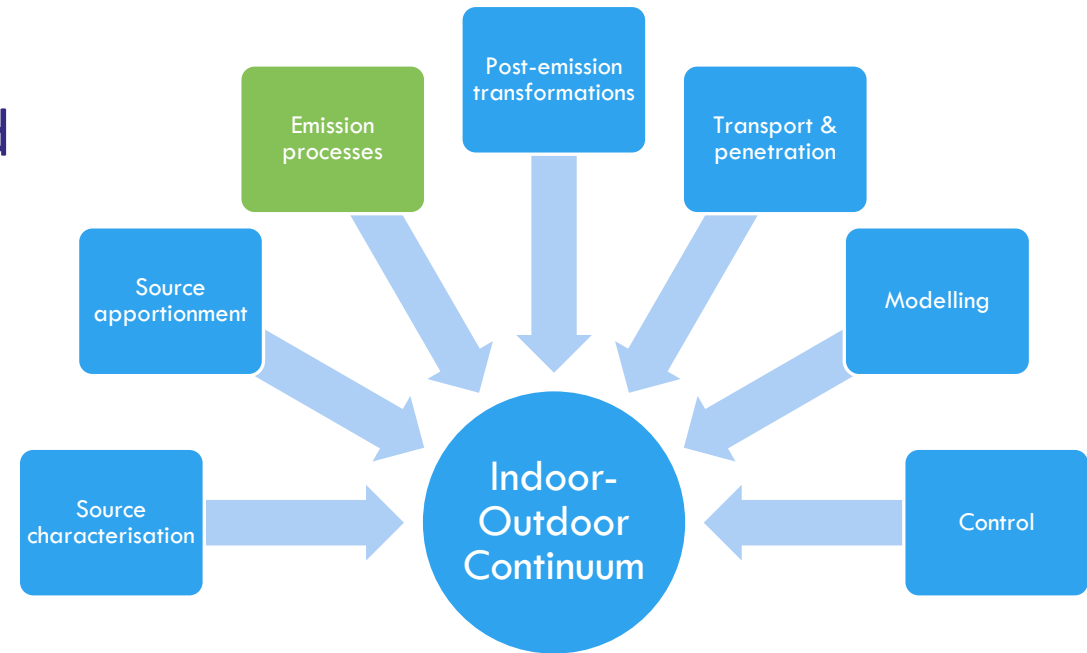 Post-emission
transformations
Emission
processes
Transport &
penetration
Source
apportionment
Modelling
Source
characterisation
Control
Indoor-
Outdoor
Continuum